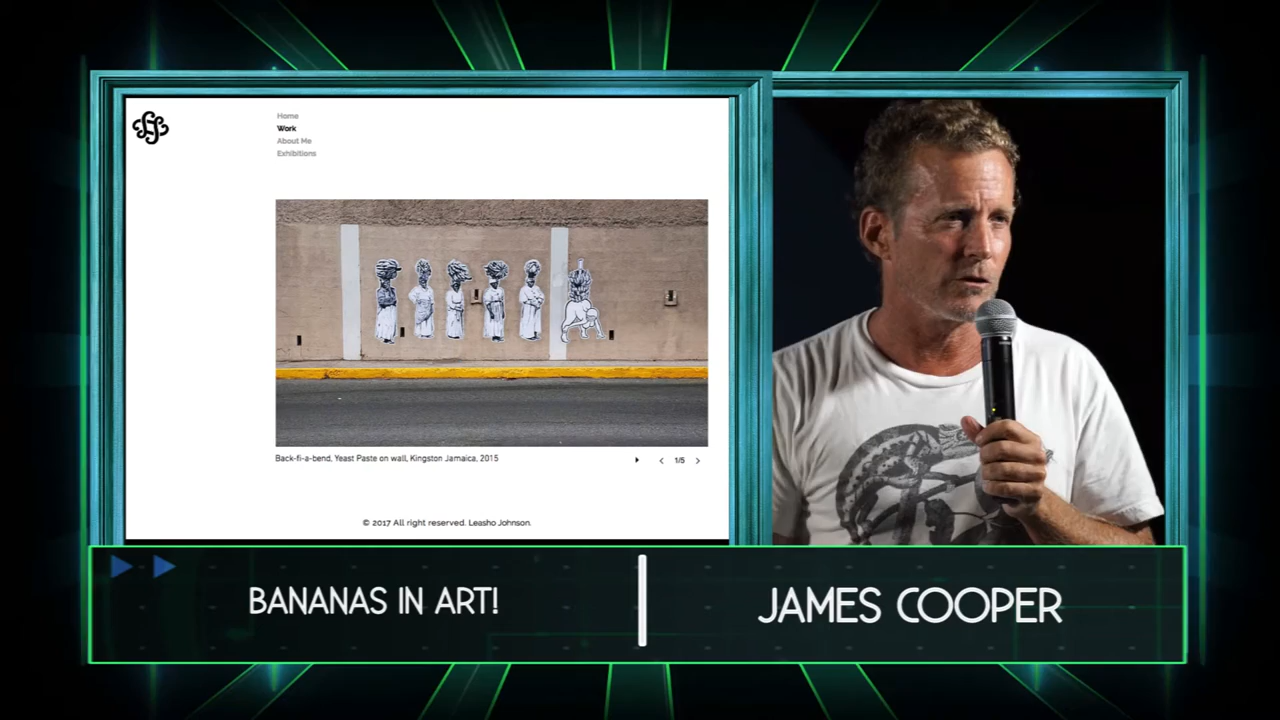 Home
Work
About Me
Exhibitions
Back-fi-a-bend, Yeast Paste on wall, Kingston Jamaica, 2015
1/5
© 2017 All right reserved. Leasho Johnson.
BANANAS IN ART!
JAMES COOPER